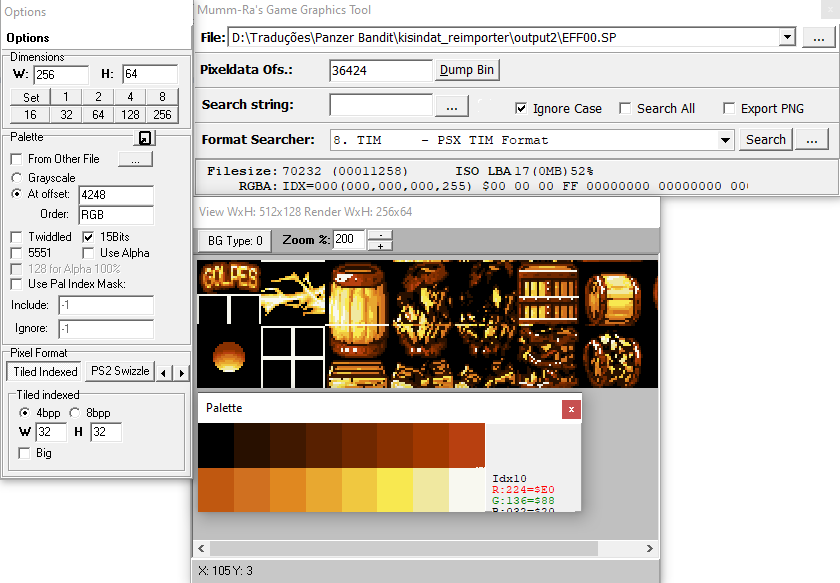 Options
Options
Dimensions
W: 256 H: 64
Set 1 2 4 8
16 32 64 128 256
Palette
From Other File ...
Grayscale
At offset: 4248
Order: RGB
Twiddled 15Bits
5551 Use Alpha
128 for Alpha 100%
Use Pal Index Mask:
Include: -1
Ignore: -1
Pixel Format
Tiled Indexed PS2 Swizzle
Tiled indexed
4bpp 8bpp
W 32 H 32
Big
Mumm-Ra's Game Graphics Tool x
File: D:\Traduções\Panzer Bandit\kisindat_reimporter\output2\EFF00.SP ...
Pixeldata Ofs.: 36424 Dump Bin
Search string: ... Ignore Case Search All Export PNG
Format Searcher: 8. TIM - PSX TIM Format Search ...
Filesize: 70232 (00011258) ISO LBA 17(0MB) 52%
RGBA: IDX=000(000,000,000,255) $00 00 00 FF 00000000 00000000 00
View WxH: 512x128 Render WxH: 256x64
BG Type: 0 Zoom %: 200 - +
GOLPES
Palette x
Idx10
R:224=$E0
G:136=$88
B:032=$20
X: 105 Y: 3